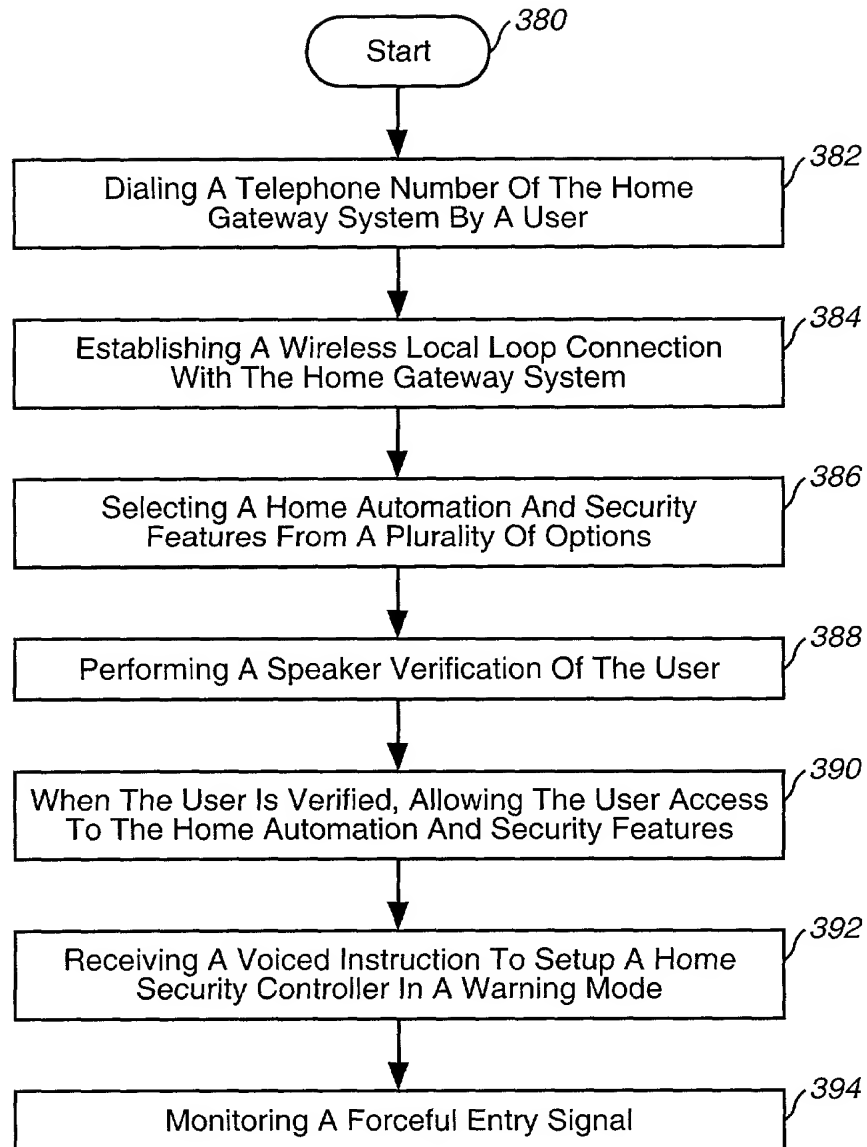 380
Start
382
Dialing A Telephone Number Of The Home
Gateway System By A User
384
Establishing A Wireless Local Loop Connection
With The Home Gateway System
386
Selecting A Home Automation And Security
Features From A Plurality Of Options
388
Performing A Speaker Verification Of The User
390
When The User Is Verified, Allowing The User Access
To The Home Automation And Security Features
392
Receiving A Voiced Instruction To Setup A Home
Security Controller In A Warning Mode
394
Monitoring A Forceful Entry Signal